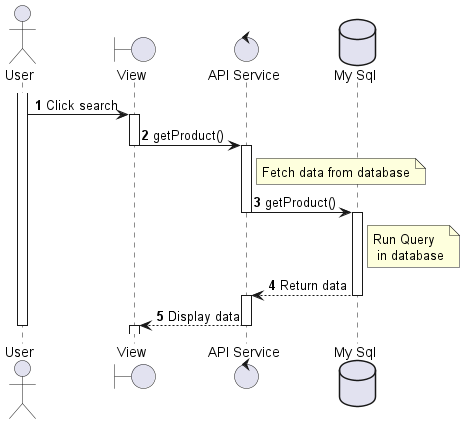 User
View
API Service
My Sql
1 Click search
2 getProduct()
Fetch data from database
3 getProduct()
Run Query
in database
4 Return data
5 Display data
User
View
API Service
My Sql